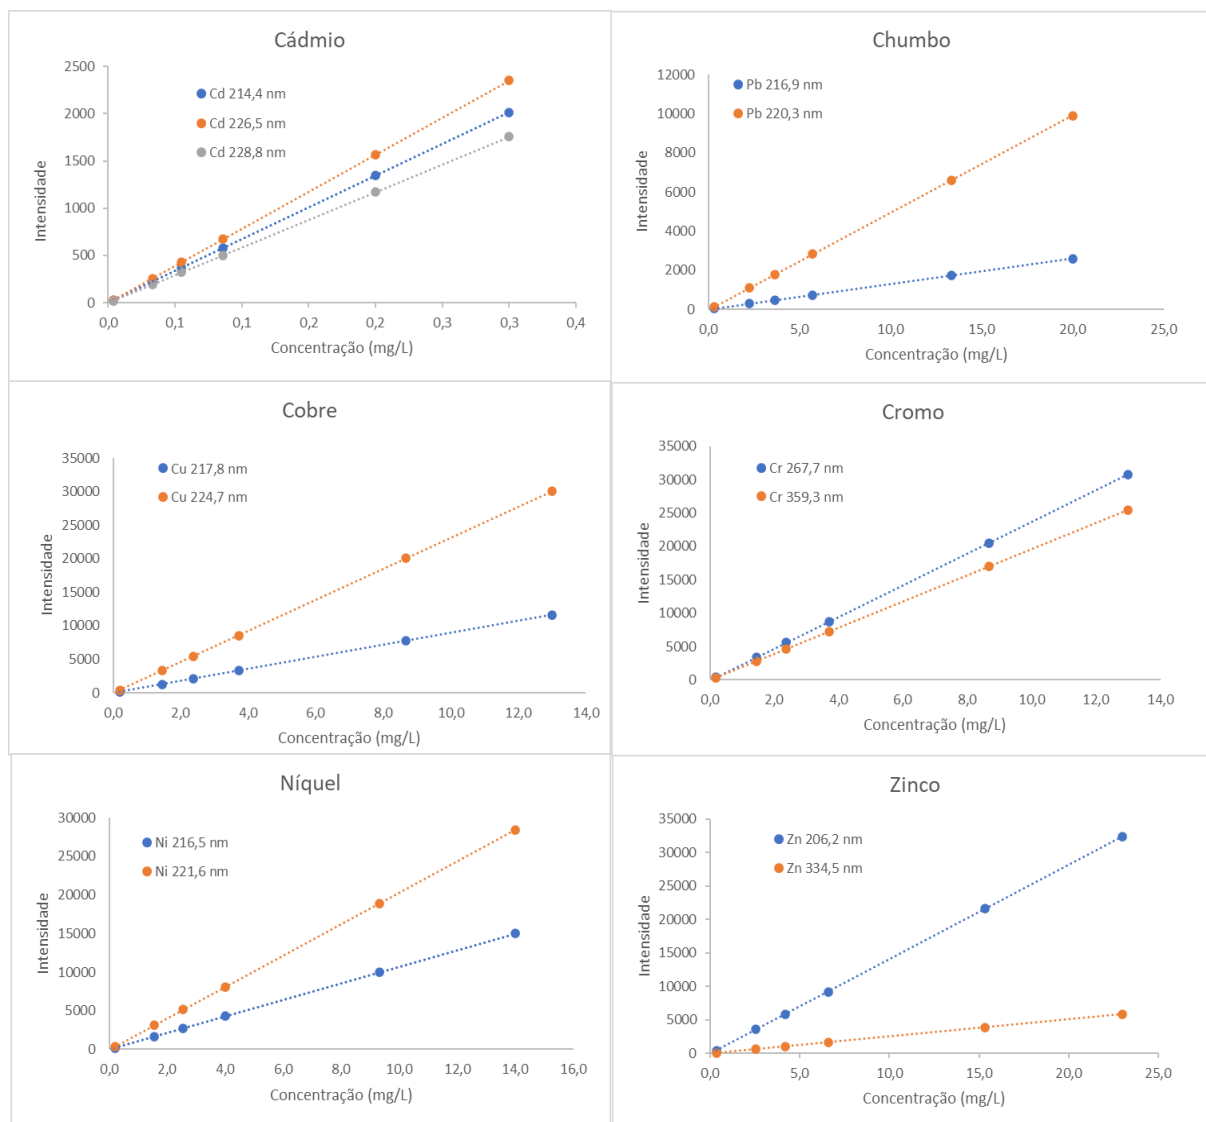 Cádmio
2500
2000
1500
1000
500
0
Intensidade
Cd 214,4 nm
Cd 226,5 nm
Cd 228,8 nm
0,0 0,1 0,1 0,2 0,2 0,3 0,3 0,4
Concentração (mg/L)
Chumbo
12000
10000
8000
6000
4000
2000
0
Intensidade
Pb 216,9 nm
Pb 220,3 nm
0,0 5,0 10,0 15,0 20,0 25,0
Concentração (mg/L)
Cobre
35000
30000
25000
20000
15000
10000
5000
0
Intensidade
Cu 217,8 nm
Cu 224,7 nm
0,0 2,0 4,0 6,0 8,0 10,0 12,0 14,0
Concentração (mg/L)
Cromo
35000
30000
25000
20000
15000
10000
5000
0
Intensidade
Cr 267,7 nm
Cr 359,3 nm
0,0 2,0 4,0 6,0 8,0 10,0 12,0 14,0
Concentração (mg/L)
Níquel
30000
25000
20000
15000
10000
5000
0
Intensidade
Ni 216,5 nm
Ni 221,6 nm
0,0 2,0 4,0 6,0 8,0 10,0 12,0 14,0 16,0
Concentração (mg/L)
Zinco
35000
30000
25000
20000
15000
10000
5000
0
Intensidade
Zn 206,2 nm
Zn 334,5 nm
0,0 5,0 10,0 15,0 20,0 25,0
Concentração (mg/L)